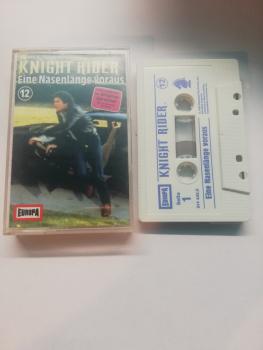 KNIGHT RIDER
Eine Nasenlänge voraus
12
EUROPA
12
KNIGHT RIDER
Eine Nasenlänge voraus
EUROPA
Seite
1